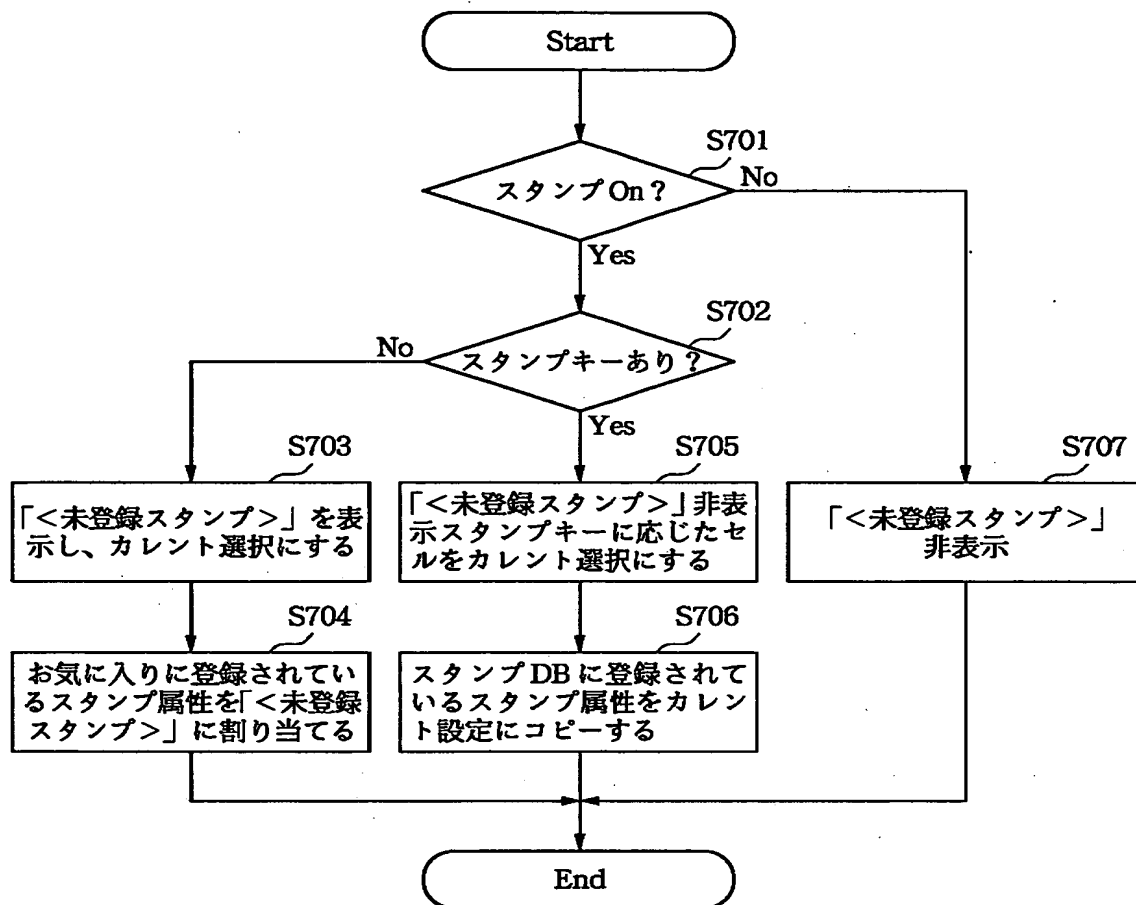 Start
S701
スタンプOn？
No
Yes
S702
スタンプキーあり？
No
Yes
S703
「＜未登録スタンプ＞」を表
示し、カレント選択にする
S705
「＜未登録スタンプ＞」非表
示スタンプキーに応じたセ
ルをカレント選択にする
S707
「＜未登録スタンプ＞」
非表示
S704
お気に入りに登録されてい
るスタンプ属性を「＜未登録
スタンプ＞」に割り当てる
S706
スタンプDBに登録されて
いるスタンプ属性をカレン
ト設定にコピーする
End